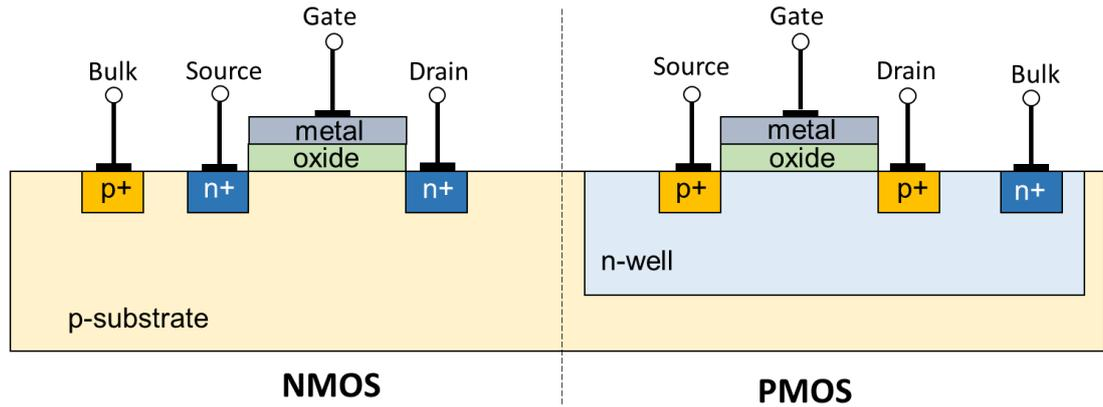 Gate
Gate
Bulk
Source
Drain
Source
Drain
Bulk
metal
metal
oxide
oxide
p+
n+
n+
p+
p+
n+
n-well
p-substrate
NMOS
PMOS